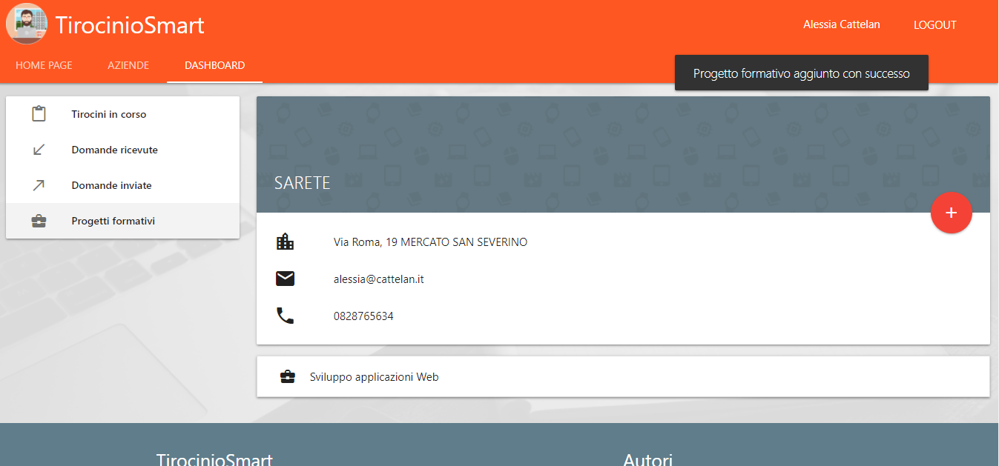 TirocinioSmart
Alessia Cattelan
LOGOUT
HOME PAGE
AZIENDE
DASHBOARD
Progetto formativo aggiunto con successo
Tirocini in corso
Domande ricevute
Domande inviate
Progetti formativi
SARETE
Via Roma, 19 MERCATO SAN SEVERINO
alessia@cattelan.it
0828765634
Sviluppo applicazioni Web
TirocinioSmart
Autori